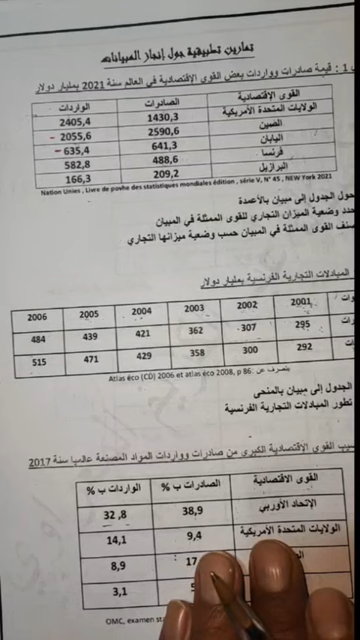 تمارين تطبيقية حول إنجاز المبيانات
1 : قيمة صادرات وواردات بعض القوى الإقتصادية في العالم سنة 2021 بمليار دولار
القوى الإقتصادية الصادرات الواردات
الولايات المتحدة الأمريكية 1430,3 2405,4
الصين 2590,6 2055,6
اليابان 641,3 635,4
فرنسا 488,6 582,8
البرازيل 209,2 166,3
Nation Unies , Livre de povhe des statistiques mondiales édition , série V, N° 45 , NEW York 2021
حول الجدول إلى مبيان بالأعمدة
حدد وضعية الميزان التجاري للقوى الممثلة في المبيان
صنف القوى الممثلة في المبيان حسب وضعية ميزانها التجاري
المبادلات التجارية الفرنسية بمليار دولار
2001 2002 2003 2004 2005 2006
295 307 362 421 439 484
292 300 358 429 471 515
بتصرف عن: Atlas éco (CD) 2006 et atlas éco 2008, p 86
الجدول إلى مبيان بالمنحى
تطور المبادلات التجارية الفرنسية
القوى الاقتصادية الكبرى من صادرات وواردات المواد المصنعة عالميا سنة 2017
القوى الاقتصادية الصادرات ب % الواردات ب %
الإتحاد الأوربي 38,9 32,8
الولايات المتحدة الأمريكية 9,4 14,1
17 8,9
3,1
OMC, examen